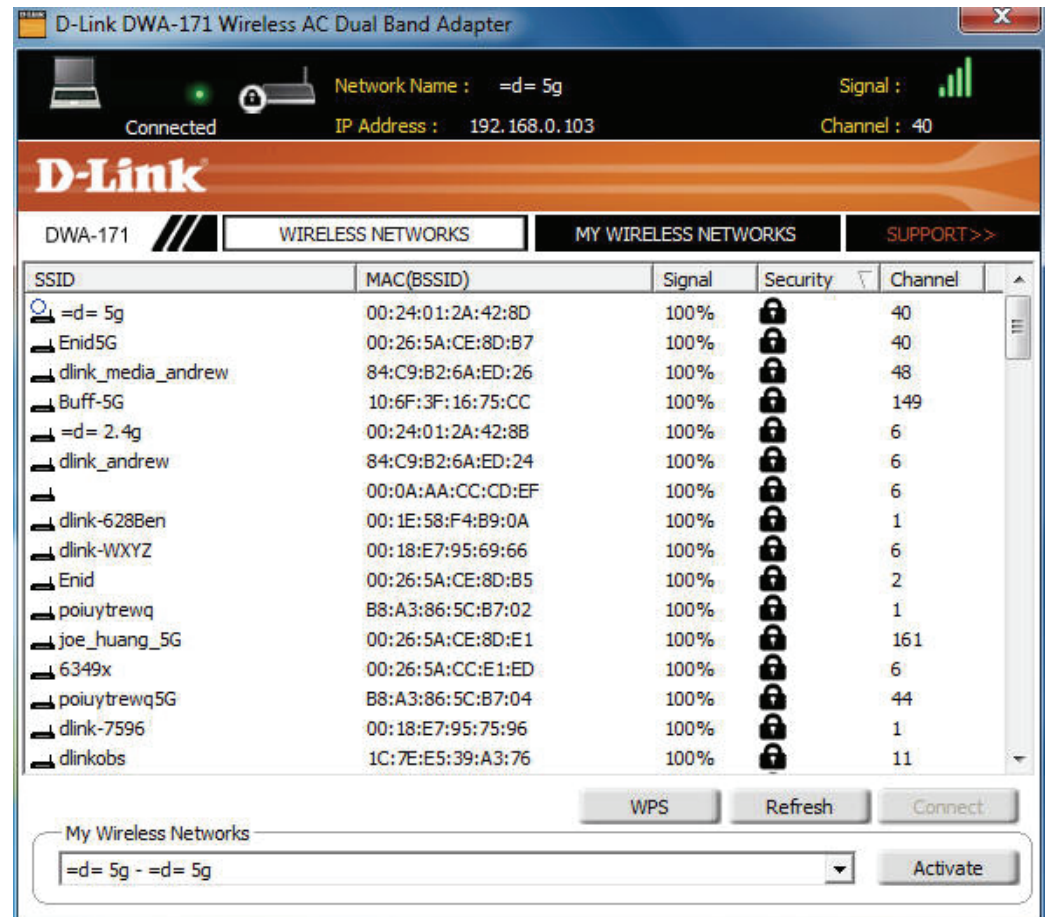 D-Link DWA-171 Wireless AC Dual Band Adapter
Network Name : =d= 5g Signal :
Connected IP Address : 192.168.0.103 Channel : 40
D-Link
DWA-171 WIRELESS NETWORKS MY WIRELESS NETWORKS SUPPORT>>
SSID MAC(BSSID) Signal Security Channel
=d= 5g 00:24:01:2A:42:8D 100% 40
Enid5G 00:26:5A:CE:8D:B7 100% 40
dlink_media_andrew 84:C9:B2:6A:ED:26 100% 48
Buff-5G 10:6F:3F:16:75:CC 100% 149
=d= 2.4g 00:24:01:2A:42:8B 100% 6
dlink_andrew 84:C9:B2:6A:ED:24 100% 6
00:0A:AA:CC:CD:EF 100% 6
dlink-628Ben 00:1E:58:F4:B9:0A 100% 1
dlink-WXYZ 00:18:E7:95:69:66 100% 6
Enid 00:26:5A:CE:8D:B5 100% 2
poiuytrewq B8:A3:86:5C:B7:02 100% 1
joe_huang_5G 00:26:5A:CE:8D:E1 100% 161
6349x 00:26:5A:CC:E1:ED 100% 6
poiuytrewq5G B8:A3:86:5C:B7:04 100% 44
dlink-7596 00:18:E7:95:75:96 100% 1
dlinkobs 1C:7E:E5:39:A3:76 100% 11
WPS Refresh Connect
My Wireless Networks
=d= 5g - =d= 5g Activate